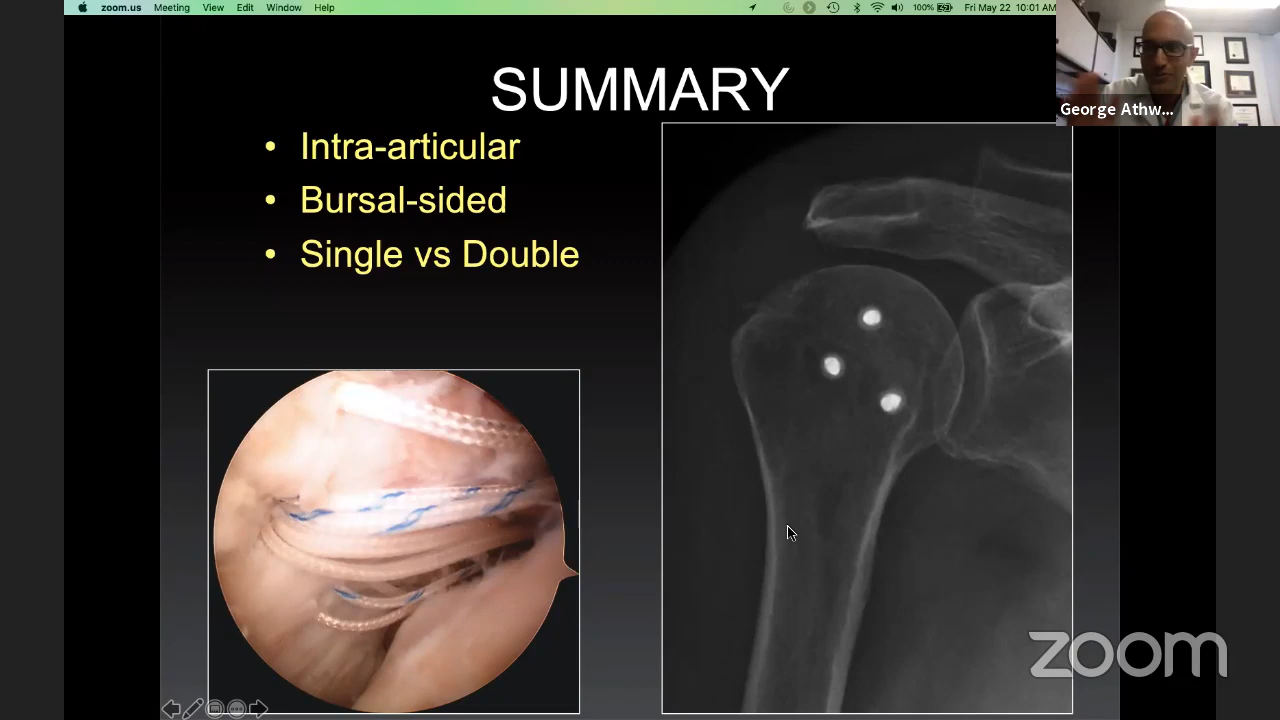 zoom.us Meeting View Edit Window Help 100% Fri May 22 10:01 AM
George Athw...
SUMMARY
• Intra-articular
• Bursal-sided
• Single vs Double
zoom